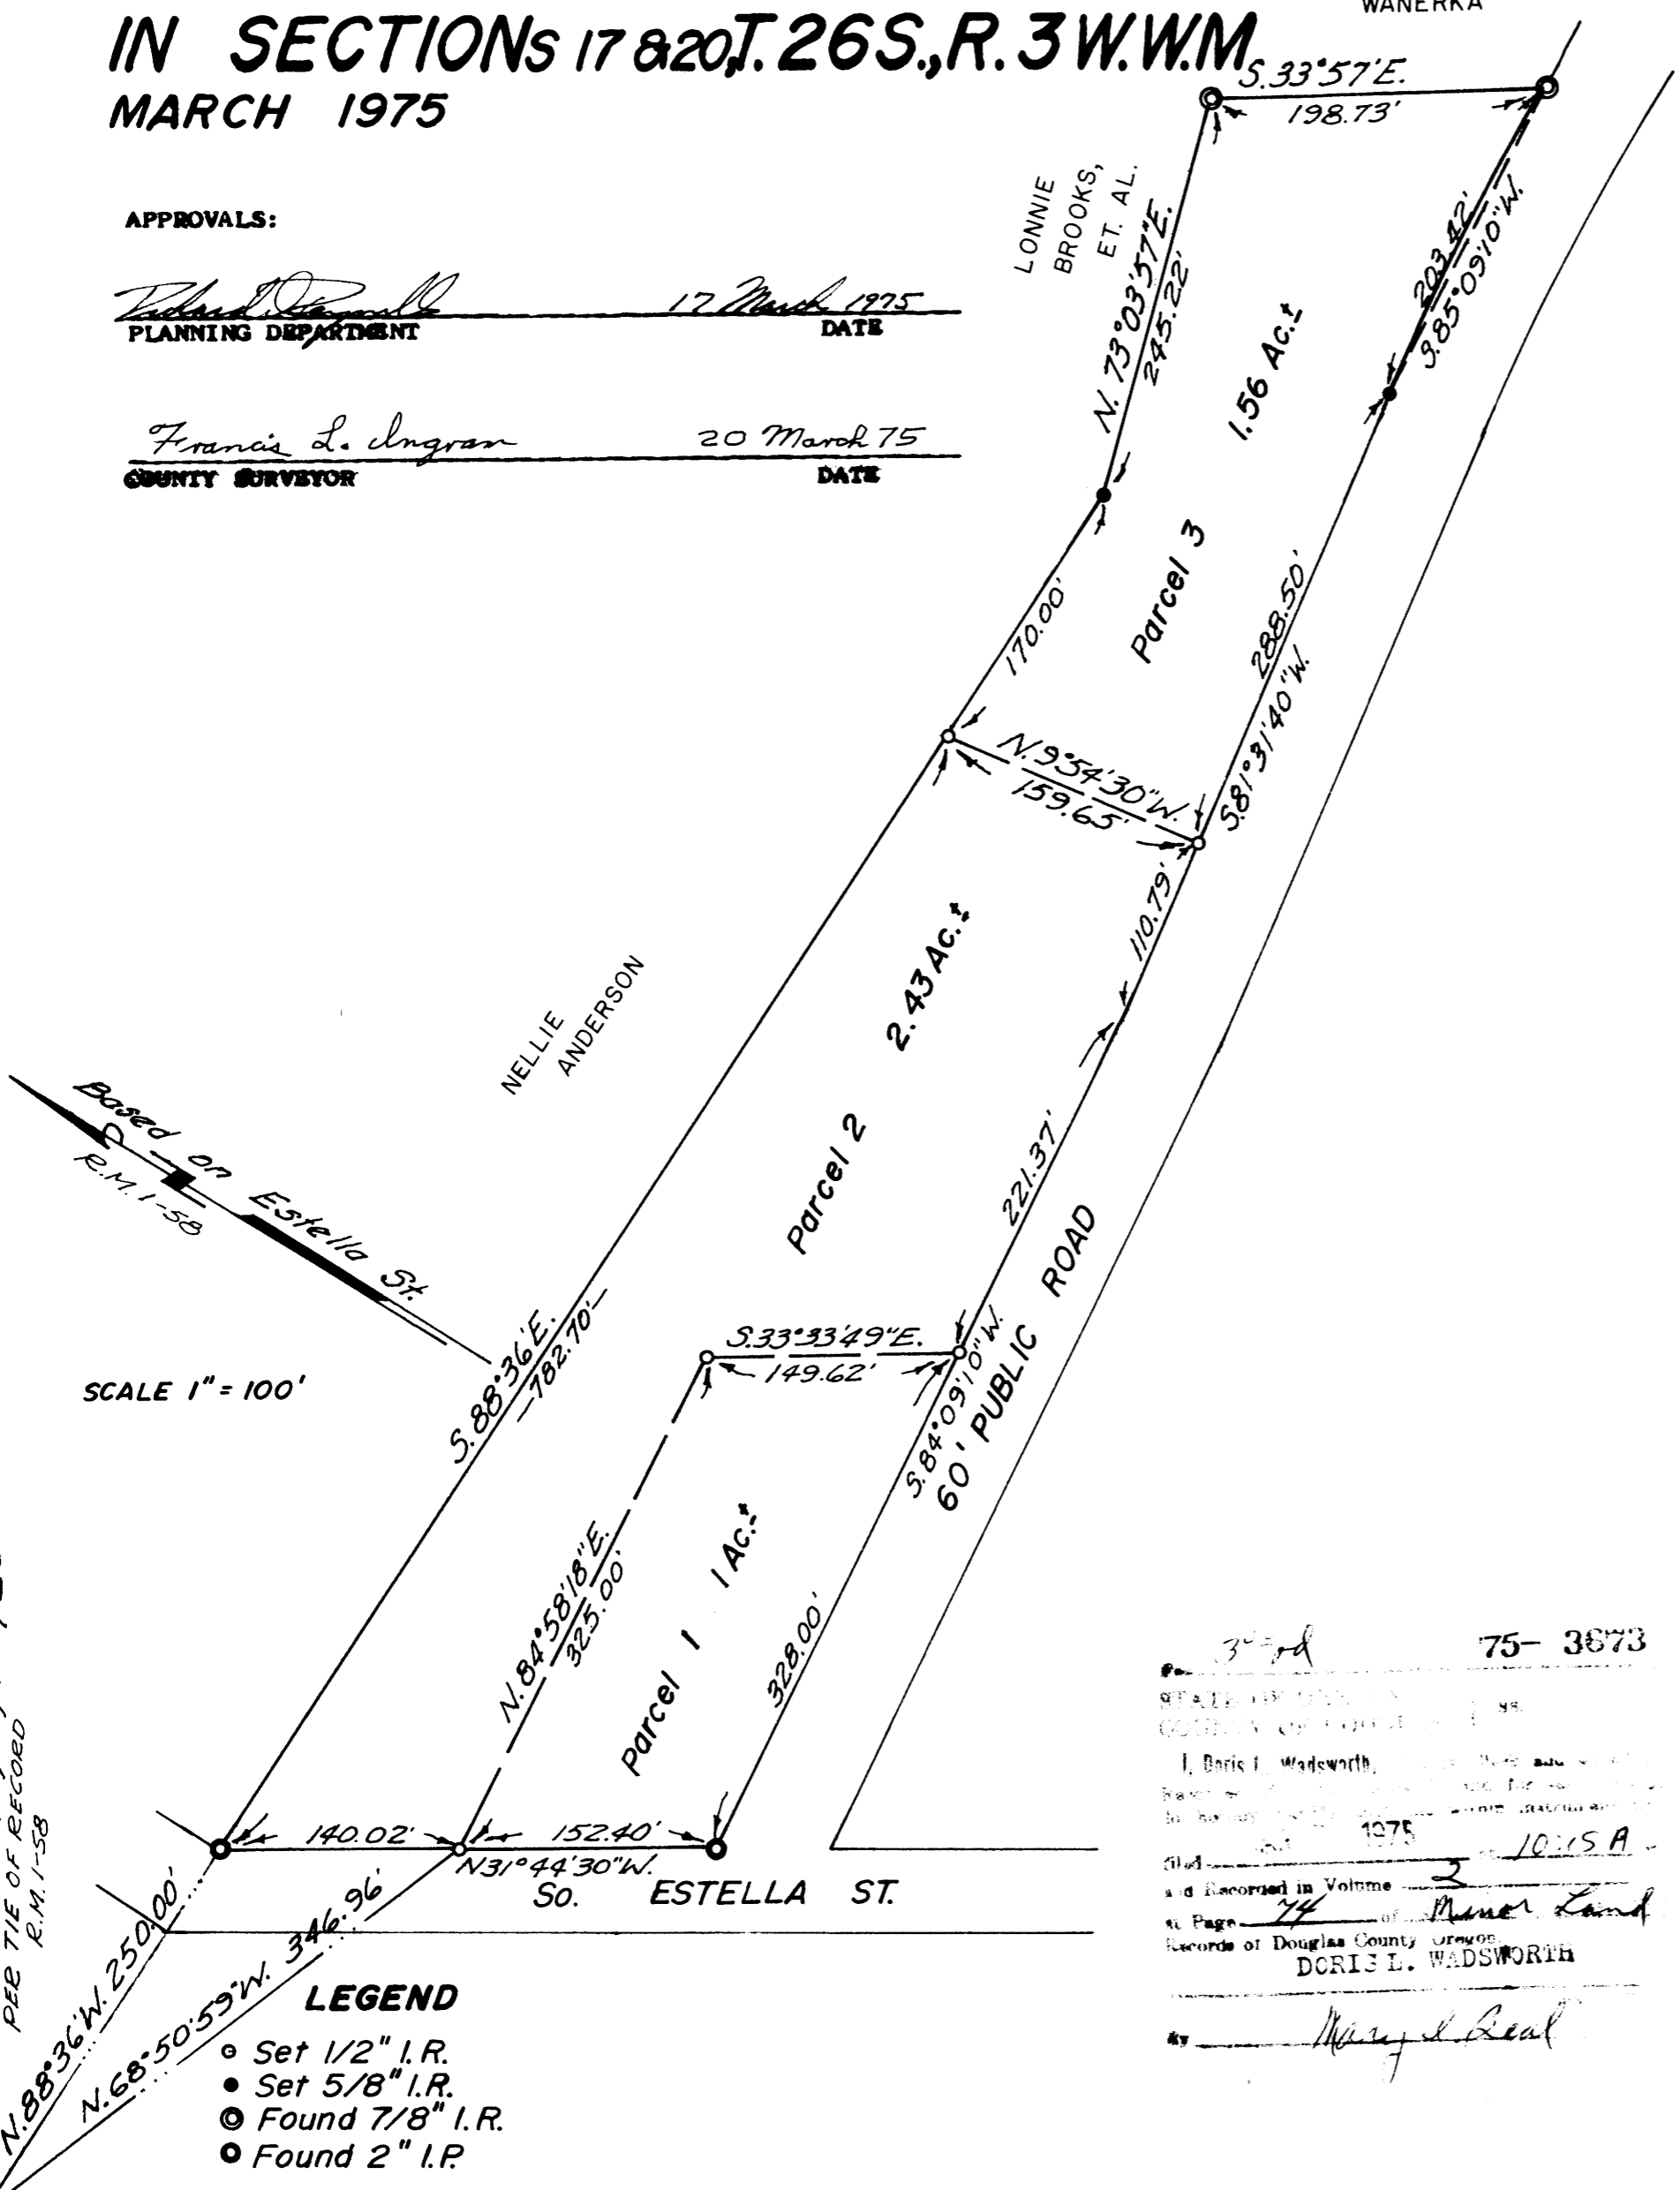 WANERKA
IN SECTIONs 17 &20,T.26S.,R.3W.W.M.
MARCH 1975
S.33°57'E.
198.73'
APPROVALS:
17 March 1975
PLANNING DEPARTMENT
DATE
Francis L. Ingram
20 March 75
COUNTY SURVEYOR
DATE
LONNIE
BROOKS,
ET. AL.
N. 73°03'57"E.
245.22'
1.56 Ac.±
203.42'
S.85°09'10"W.
Parcel 3
170.00'
288.50'
S.81°31'40"W.
N.9°54'30"W.
159.65'
110.79'
2.43 Ac.±
Parcel 2
NELLIE
ANDERSON
221.37'
Based on Estella St.
R.M. 1-58
S.88°36'E.
782.70'
S.33°33'49"E.
149.62'
S.84°09'10"W.
60' PUBLIC ROAD
SCALE 1" = 100'
N.84°58'18"E.
325.00'
1 Ac.±
Parcel 1
328.00'
PER TIE OF RECORD
R.M. 1-58
140.02'
152.40'
N31°44'30"W.
So. ESTELLA ST.
N.88°36'W. 250.00'
N.68°50'59"W. 346.96'
LEGEND
Set 1/2" I.R.
Set 5/8" I.R.
Found 7/8" I.R.
Found 2" I.P.
75- 3673
STATE OF
COUNTY OF
I, Doris L. Wadsworth,
1975
Filed 10:15 A
and Recorded in Volume 2
at Page 74 of Minor Land
Records of Douglas County Oregon.
DORIS L. WADSWORTH
By